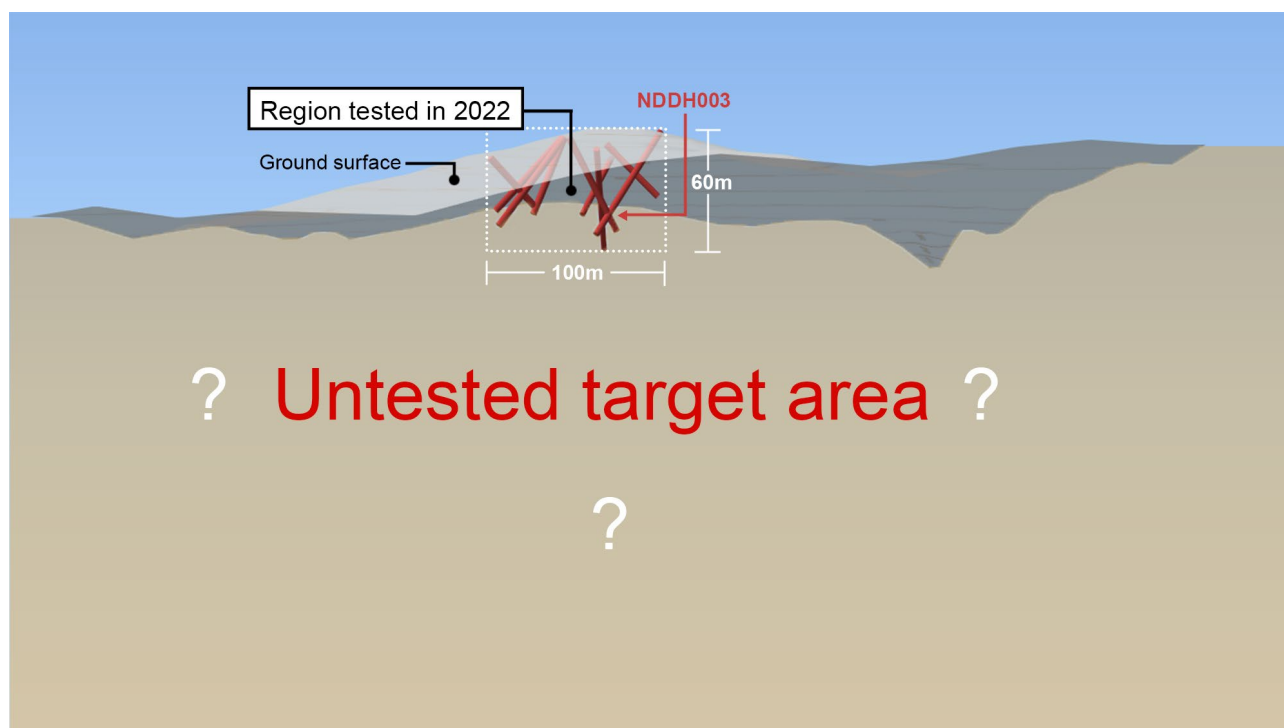 NDDH003
Region tested in 2022
Ground surface
60m
100m
? Untested target area ?
?